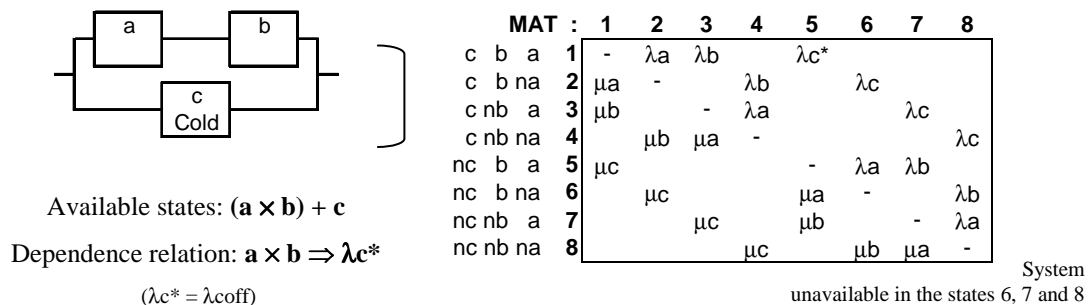 a b
c
Cold
Available states: (a × b) + c
Dependence relation: a × b ⇒ λc*
(λc* = λcoff)
MAT : 1 2 3 4 5 6 7 8
c b a 1 - λa λb λc*
c b na 2 μa - λb λc
c nb a 3 μb - λa λc
c nb na 4 μb μa - λc
nc b a 5 μc - λa λb
nc b na 6 μc μa - λb
nc nb a 7 μc μb - λa
nc nb na 8 μc μb μa -
System
unavailable in the states 6, 7 and 8